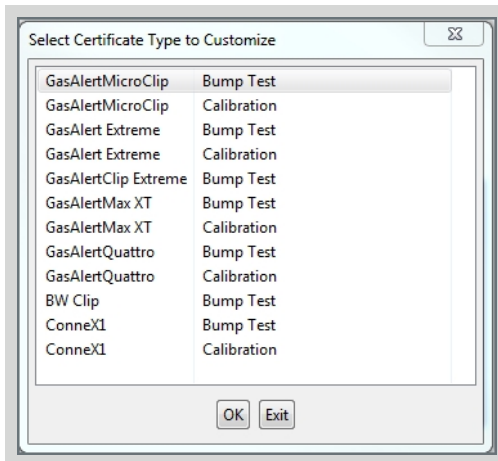 Select Certificate Type to Customize
GasAlertMicroClip Bump Test
GasAlertMicroClip Calibration
GasAlert Extreme Bump Test
GasAlert Extreme Calibration
GasAlertClip Extreme Bump Test
GasAlertMax XT Bump Test
GasAlertMax XT Calibration
GasAlertQuattro Bump Test
GasAlertQuattro Calibration
BW Clip Bump Test
ConneX1 Bump Test
ConneX1 Calibration
OK Exit